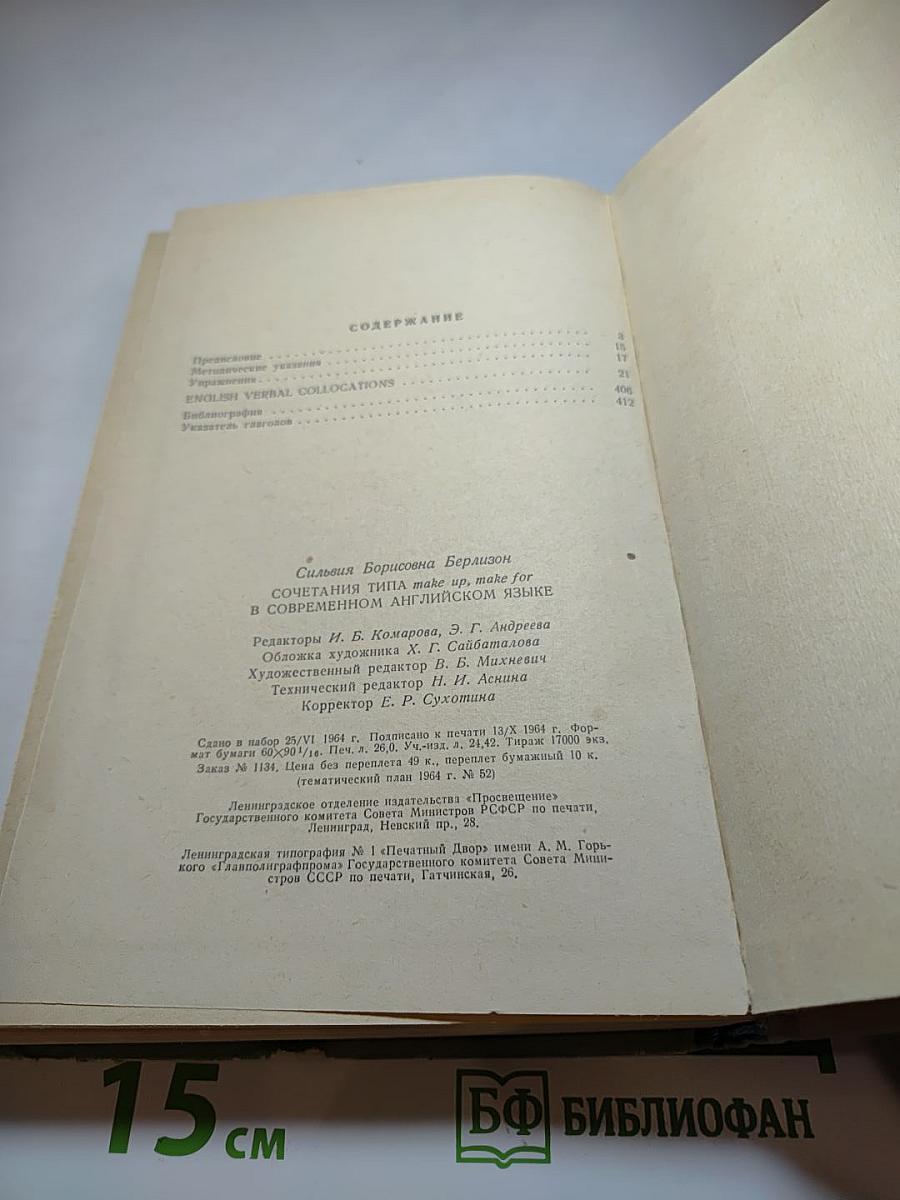 СОДЕРЖАНИЕ
Предисловие . . . . . . . . . . . . . . . . 3
Методические указания . . . . . . . . . . . . . . . . 15
Упражнения . . . . . . . . . . . . . . . . 17
ENGLISH VERBAL COLLOCATIONS . . . . . . . . . . . . . . . . 21
Библиография . . . . . . . . . . . . . . . . 406
Указатель глаголов . . . . . . . . . . . . . . . . 412
Сильвия Борисовна Берлизон
СОЧЕТАНИЯ ТИПА make up, make for
В СОВРЕМЕННОМ АНГЛИЙСКОМ ЯЗЫКЕ
Редакторы И. Б. Комарова, Э. Г. Андреева
Обложка художника Х. Г. Сайбаталова
Художественный редактор В. Б. Михневич
Технический редактор Н. И. Аснина
Корректор Е. Р. Сухотина
Сдано в набор 25/VI 1964 г. Подписано к печати 13/X 1964 г. Фор-
мат бумаги 60×90 1/16. Печ. л. 26,0. Уч.-изд. л. 24,42. Тираж 17000 экз.
Заказ № 1134. Цена без переплета 49 к., переплет бумажный 10 к.
(тематический план 1964 г. № 52)
Ленинградское отделение издательства «Просвещение»
Государственного комитета Совета Министров РСФСР по печати,
Ленинград, Невский пр., 28.
Ленинградская типография № 1 «Печатный Двор» имени А. М. Горь-
кого «Главполиграфпрома» Государственного комитета Совета Мини-
стров СССР по печати, Гатчинская, 26.
15 см
БФ БИБЛИОФАН